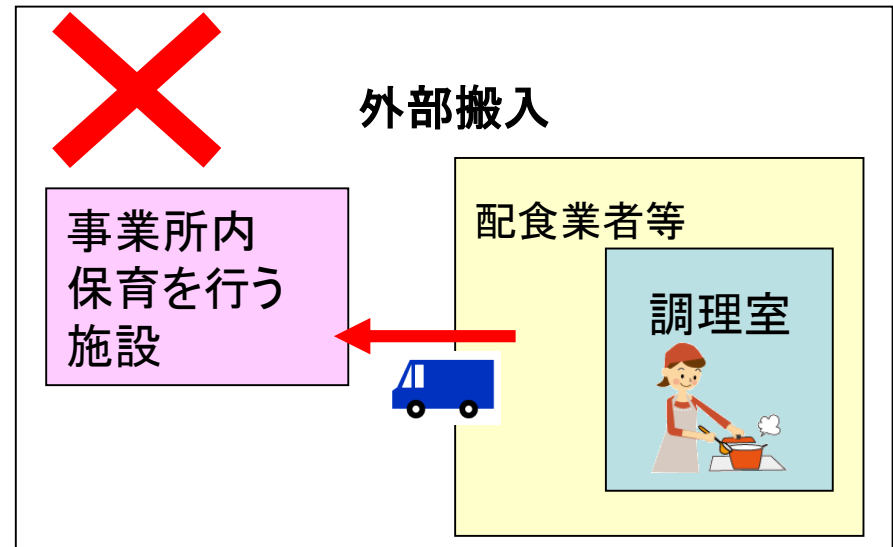 外部搬入
事業所内
保育を行う
施設
配食業者等
調理室